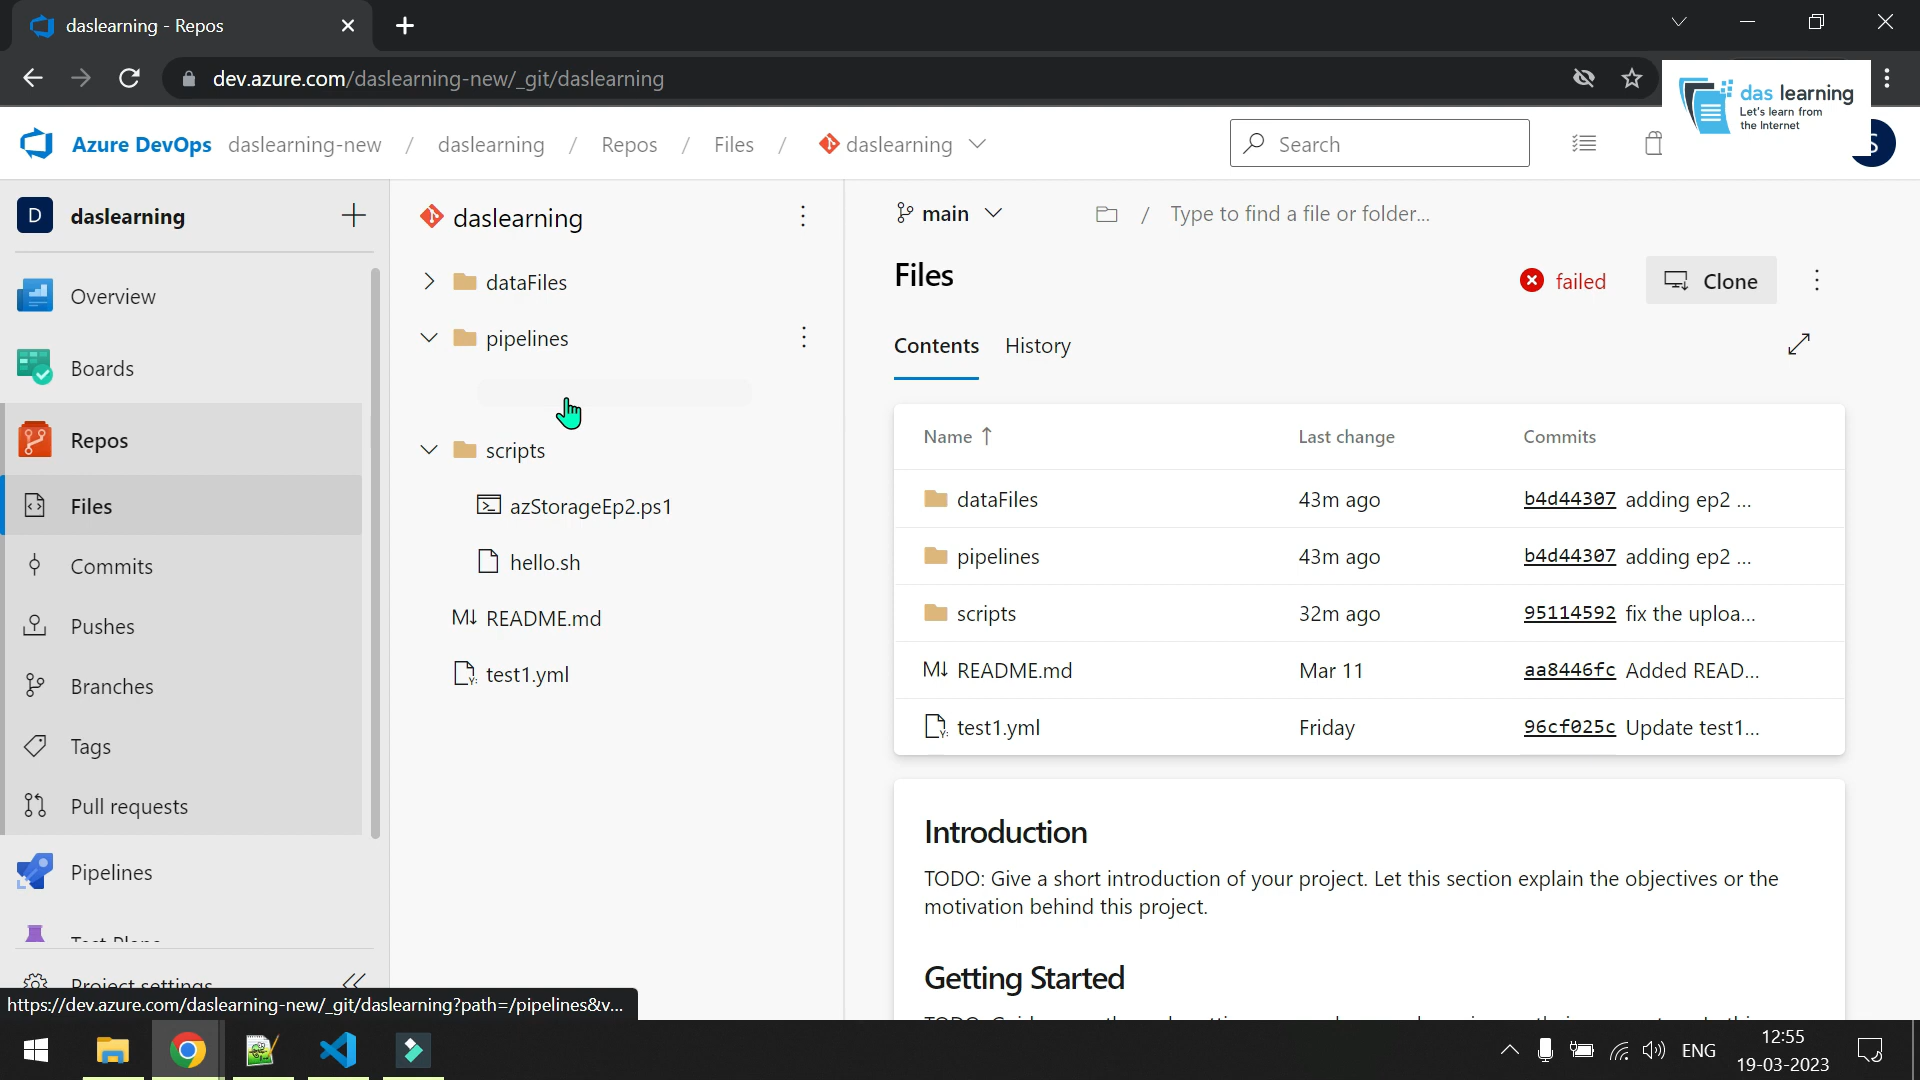 daslearning - Repos
dev.azure.com/daslearning-new/_git/daslearning
das learning
Let's learn from
the Internet
Azure DevOps daslearning-new / daslearning / Repos / Files / daslearning
Search
S
D daslearning
Overview
Boards
Repos
Files
Commits
Pushes
Branches
Tags
Pull requests
Pipelines
Test Plans
Project settings
https://dev.azure.com/daslearning-new/_git/daslearning?path=/pipelines&v...
daslearning
dataFiles
pipelines
scripts
azStorageEp2.ps1
hello.sh
M↓ README.md
test1.yml
main / Type to find a file or folder...
Files
failed
Clone
Contents History
Name ↑ Last change Commits
dataFiles 43m ago b4d44307 adding ep2 ...
pipelines 43m ago b4d44307 adding ep2 ...
scripts 32m ago 95114592 fix the uploa...
M↓ README.md Mar 11 aa8446fc Added READ...
test1.yml Friday 96cf025c Update test1...
Introduction
TODO: Give a short introduction of your project. Let this section explain the objectives or the
motivation behind this project.
Getting Started
ENG
12:55
19-03-2023